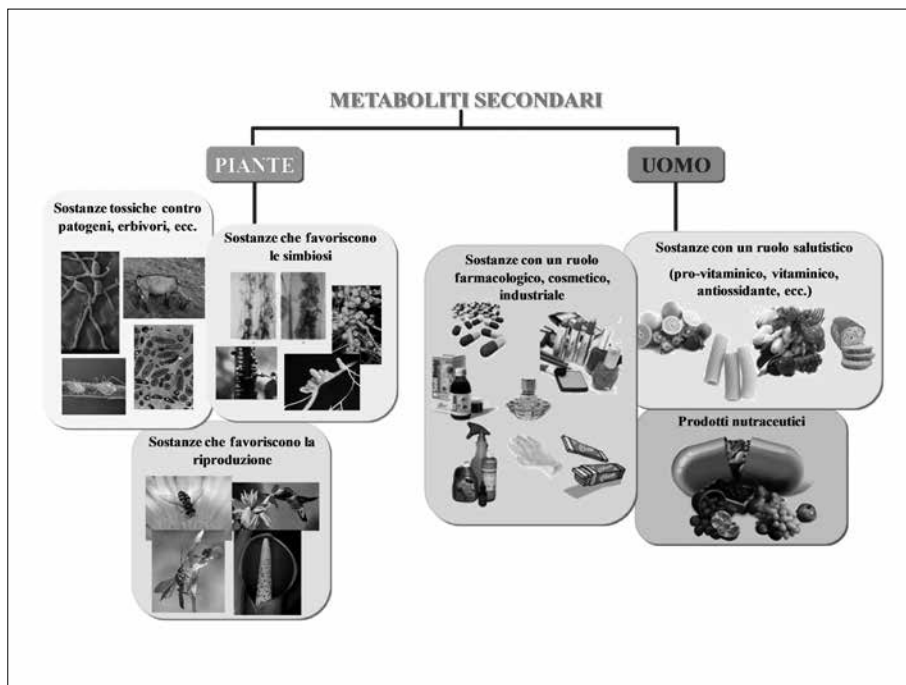 METABOLITI SECONDARI
PIANTE
UOMO
Sostanze tossiche contro
patogeni, erbivori, ecc.
Sostanze che favoriscono
le simbiosi
Sostanze che favoriscono la
riproduzione
Sostanze con un ruolo
farmacologico, cosmetico,
industriale
Sostanze con un ruolo salutistico
(pro-vitaminico, vitaminico,
antiossidante, ecc.)
Prodotti nutraceutici